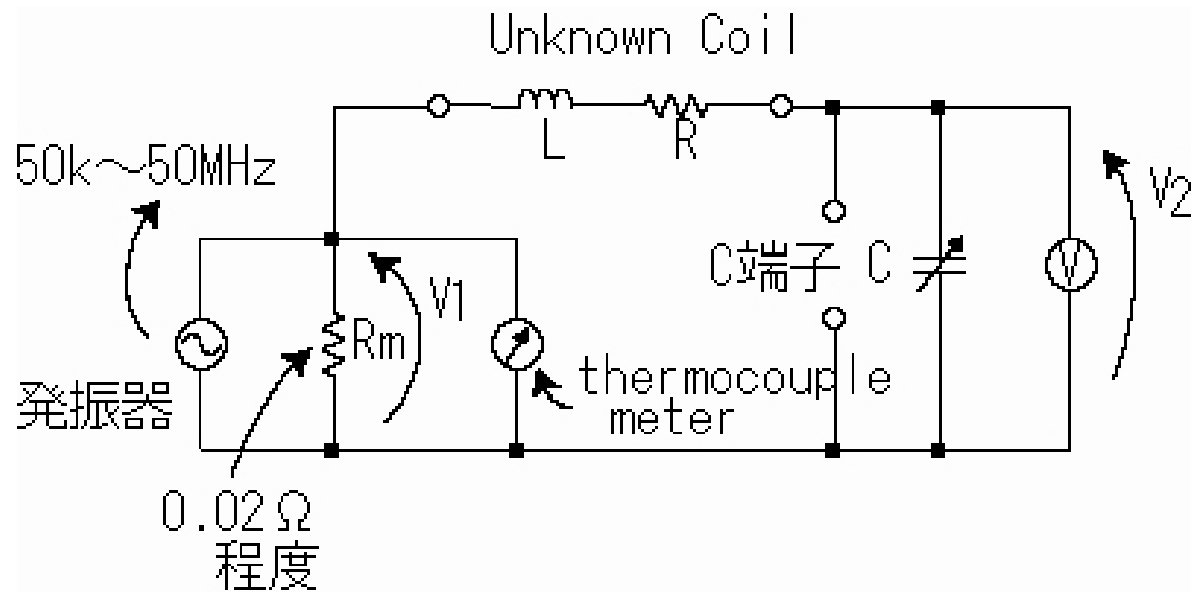 Unknown Coil
L
R
50k～50MHz
V2
C端子
C
V
V1
Rm
発振器
thermocouple
meter
0.02Ω
程度